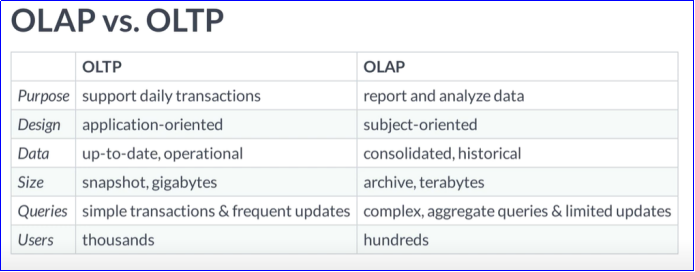 OLAP vs. OLTP
OLTP OLAP
Purpose support daily transactions report and analyze data
Design application-oriented subject-oriented
Data up-to-date, operational consolidated, historical
Size snapshot, gigabytes archive, terabytes
Queries simple transactions & frequent updates complex, aggregate queries & limited updates
Users thousands hundreds